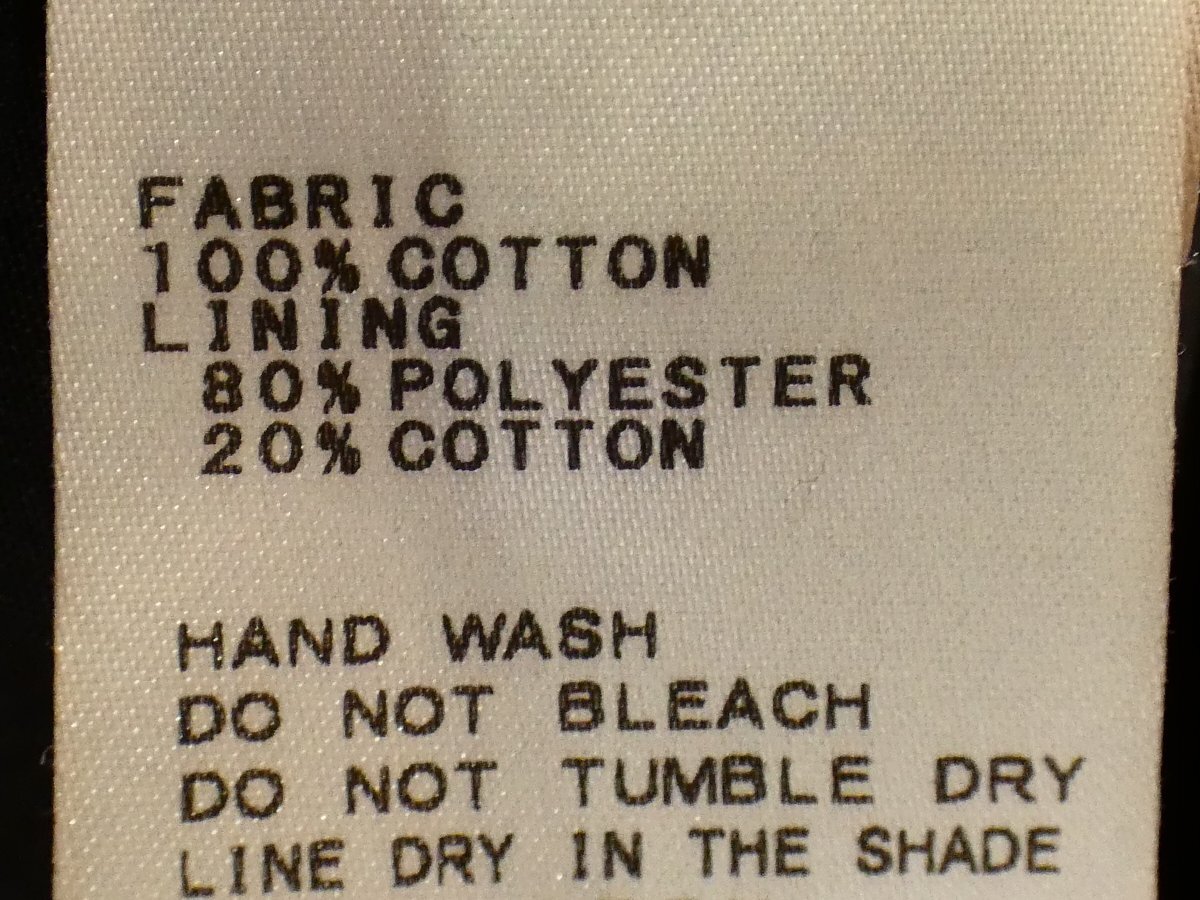 FABRIC
100% COTTON
LINING
80% POLYESTER
20% COTTON
HAND WASH
DO NOT BLEACH
DO NOT TUMBLE DRY
LINE DRY IN THE SHADE